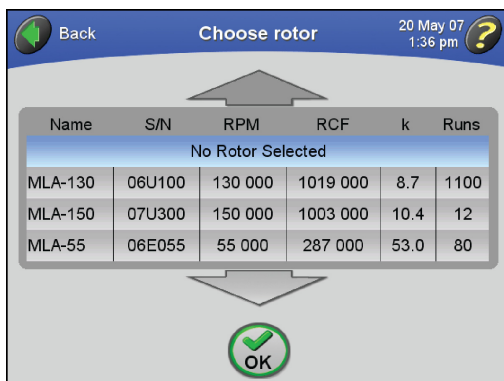 Back Choose rotor 20 May 07
1:36 pm ?
Name S/N RPM RCF k Runs
No Rotor Selected
MLA-130 06U100 130 000 1019 000 8.7 1100
MLA-150 07U300 150 000 1003 000 10.4 12
MLA-55 06E055 55 000 287 000 53.0 80
OK